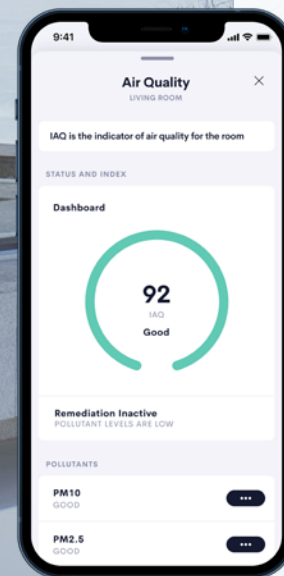 9:41
Air Quality
LIVING ROOM
IAQ is the indicator of air quality for the room
STATUS AND INDEX
Dashboard
92
IAQ
Good
Remediation Inactive
POLLUTANT LEVELS ARE LOW
POLLUTANTS
PM10
GOOD
PM2.5
GOOD